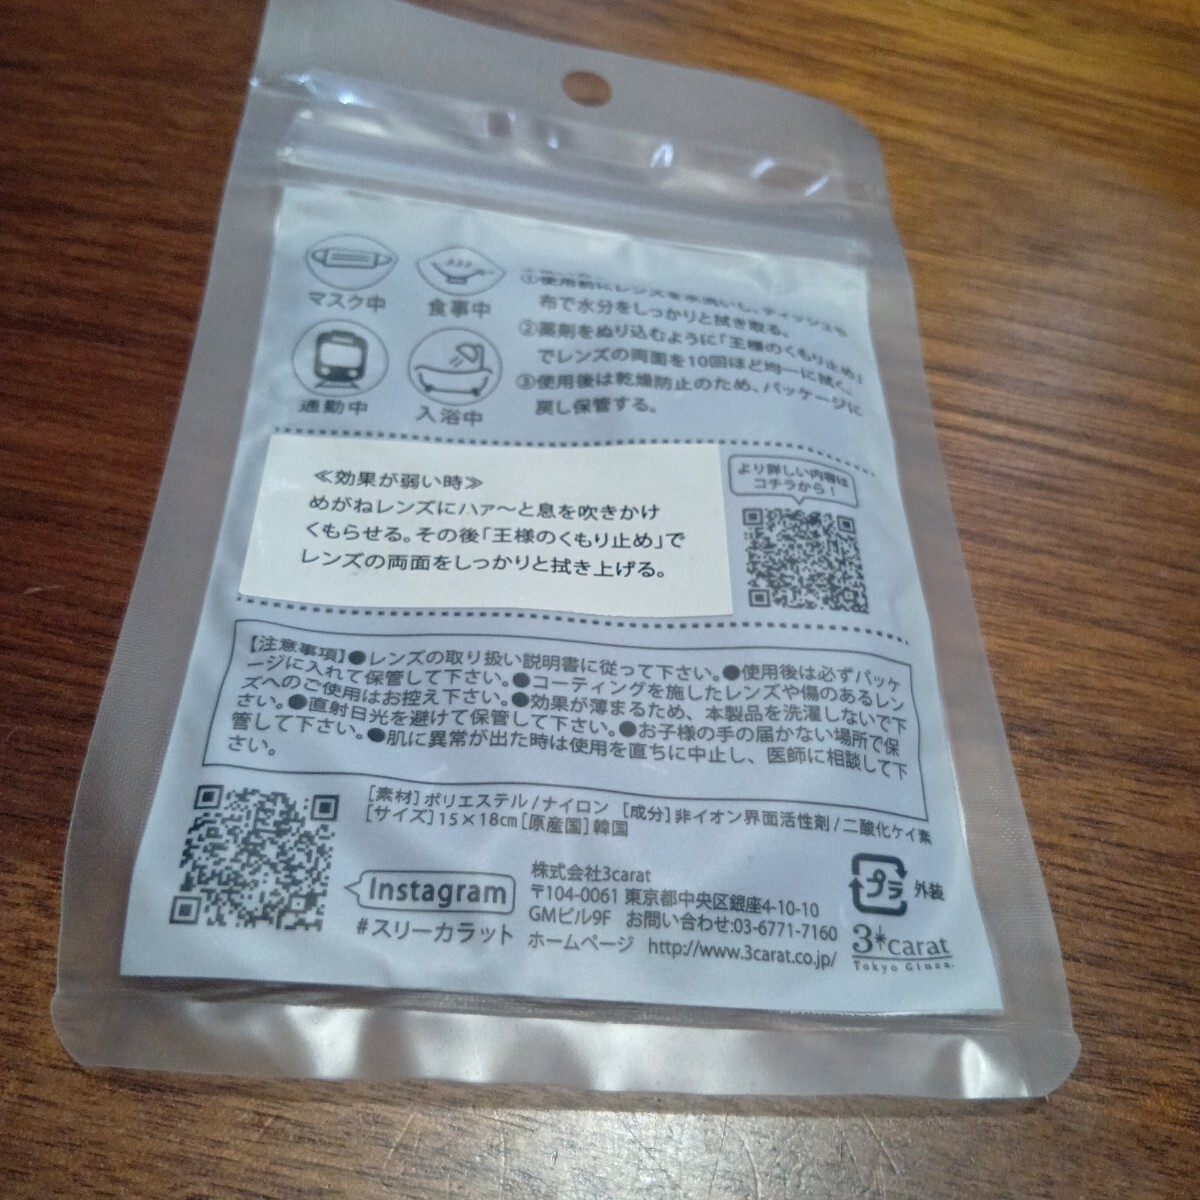 マスク中
食事中
通勤中
入浴中
①使用前にレンズを水洗いし、ティッシュや
布で水分をしっかりと拭き取る。
②薬剤をぬり込むように「王様のくもり止め」
でレンズの両面を10回ほど均一に拭く。
③使用後は乾燥防止のため、パッケージに
戻し保管する。
≪効果が弱い時≫
めがねレンズにハァ〜と息を吹きかけ
くもらせる。その後「王様のくもり止め」で
レンズの両面をしっかりと拭き上げる。
より詳しい内容は
コチラから!
【注意事項】●レンズの取り扱い説明書に従って下さい。●使用後は必ずパッケ
ージに入れて保管して下さい。●コーティングを施したレンズや傷のあるレン
ズへのご使用はお控え下さい。●効果が薄まるため、本製品を洗濯しないで下
さい。●直射日光を避けて保管して下さい。●お子様の手の届かない場所で保
管して下さい。●肌に異常が出た時は使用を直ちに中止し、医師に相談して下
さい。
[素材]ポリエステル/ナイロン [成分]非イオン界面活性剤/二酸化ケイ素
[サイズ]15×18cm[原産国]韓国
Instagram
#スリーカラット
株式会社3carat
〒104-0061 東京都中央区銀座4-10-10
GMビル9F お問い合わせ:03-6771-7160
ホームページ http://www.3carat.co.jp/
プラ
外装
3carat
Tokyo Ginza.